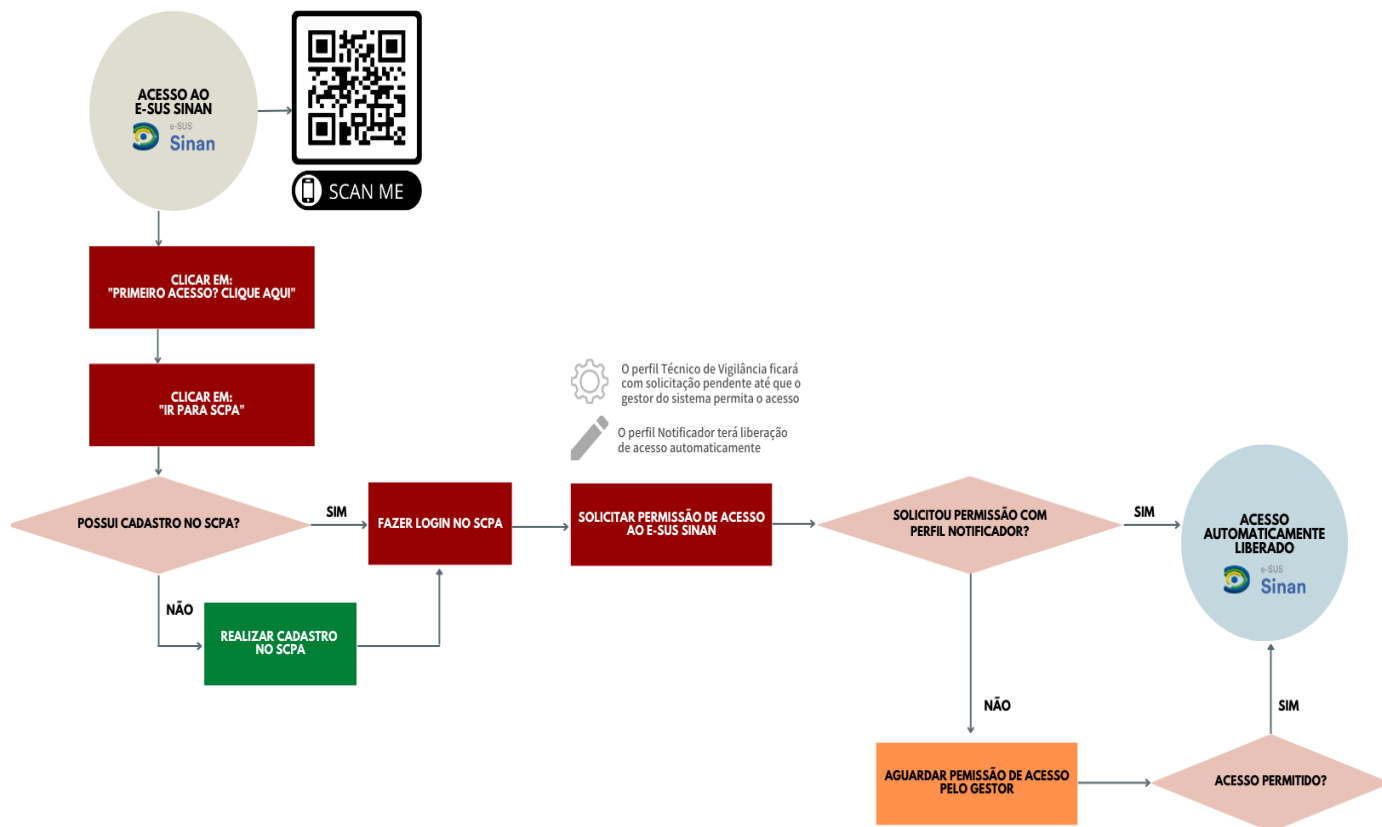 ACESSO AO
E-SUS SINAN
e-SUS
Sinan
SCAN ME
CLICAR EM:
"PRIMEIRO ACESSO? CLIQUE AQUI"
CLICAR EM:
"IR PARA SCPA"
POSSUI CADASTRO NO SCPA?
SIM
NÃO
REALIZAR CADASTRO
NO SCPA
FAZER LOGIN NO SCPA
O perfil Técnico de Vigilância ficará
com solicitação pendente até que o
gestor do sistema permita o acesso
O perfil Notificador terá liberação
de acesso automaticamente
SOLICITAR PERMISSÃO DE ACESSO
AO E-SUS SINAN
SOLICITOU PERMISSÃO COM
PERFIL NOTIFICADOR?
SIM
ACESSO
AUTOMATICAMENTE
LIBERADO
e-SUS
Sinan
NÃO
AGUARDAR PEMISSÃO DE ACESSO
PELO GESTOR
ACESSO PERMITIDO?
SIM